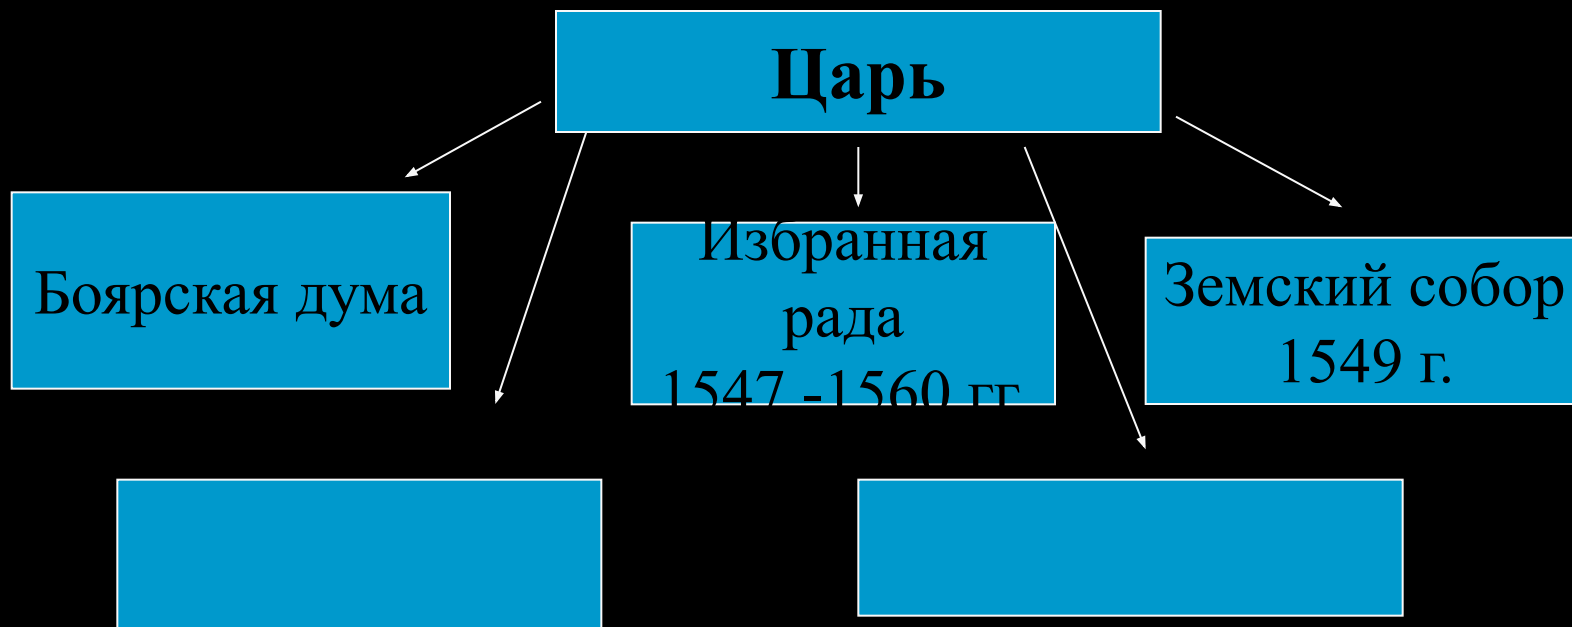 Царь
Боярская дума
Избранная
рада
1547 -1560 гг
Земский собор
1549 г.